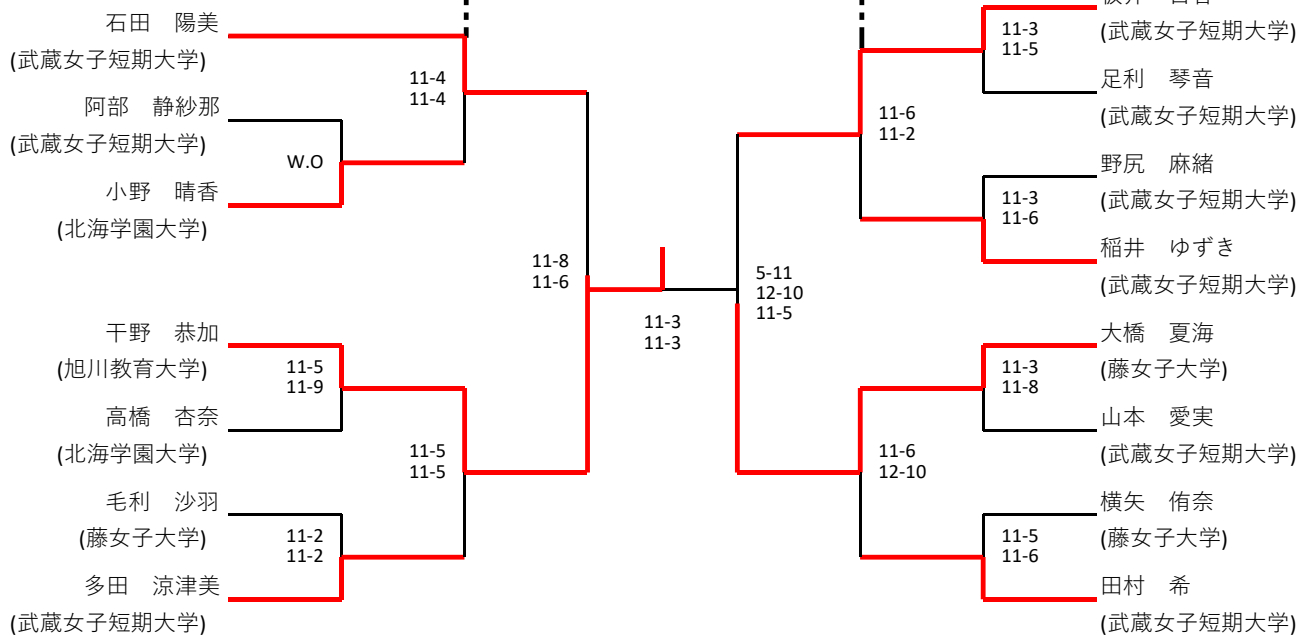 石田　陽美
(武蔵女子短期大学)
阿部　静紗那
(武蔵女子短期大学)
小野　晴香
(北海学園大学)
干野　恭加
(旭川教育大学)
高橋　杏奈
(北海学園大学)
毛利　沙羽
(藤女子大学)
多田　涼津美
(武蔵女子短期大学)
11-4
11-4
W.O
11-5
11-9
11-5
11-5
11-2
11-2
11-8
11-6
11-3
11-3
5-11
12-10
11-5
11-6
11-2
11-6
12-10
11-3
11-5
11-3
11-6
11-3
11-8
11-5
11-6
(武蔵女子短期大学)
足利　琴音
(武蔵女子短期大学)
野尻　麻緒
(武蔵女子短期大学)
稲井　ゆずき
(武蔵女子短期大学)
大橋　夏海
(藤女子大学)
山本　愛実
(武蔵女子短期大学)
横矢　侑奈
(藤女子大学)
田村　希
(武蔵女子短期大学)